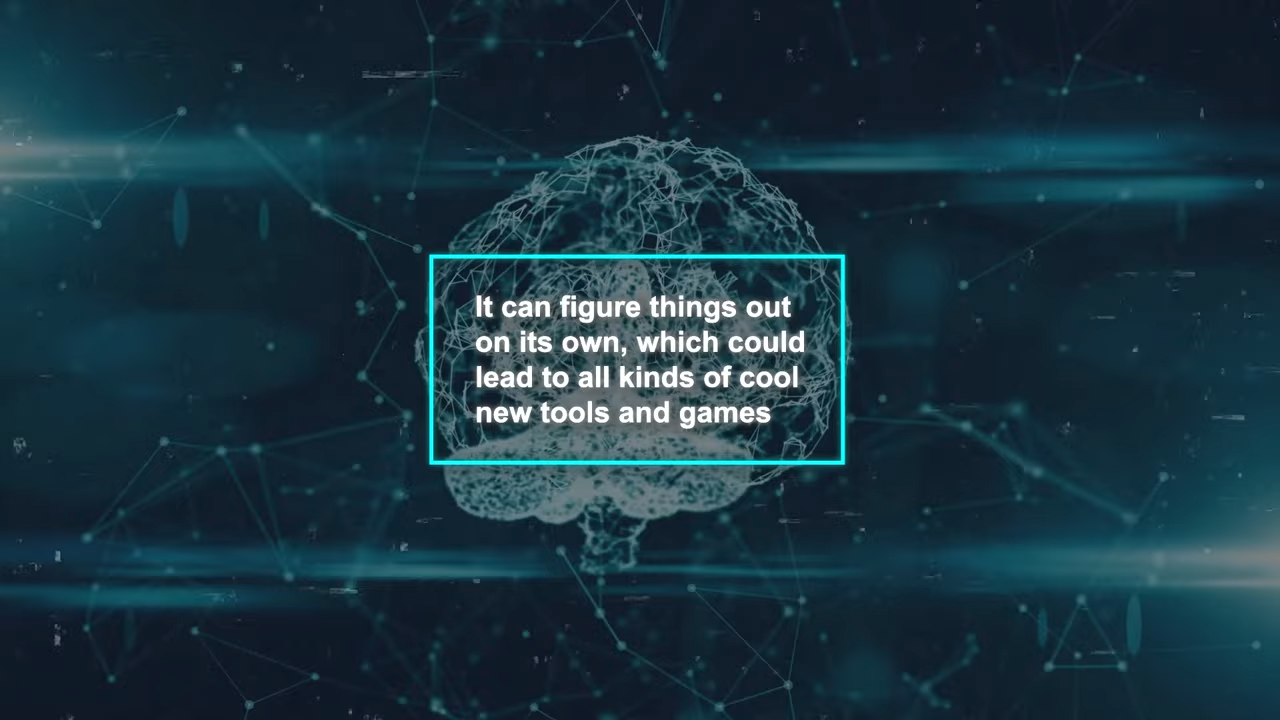 It can figure things out
on its own, which could
lead to all kinds of cool
new tools and games